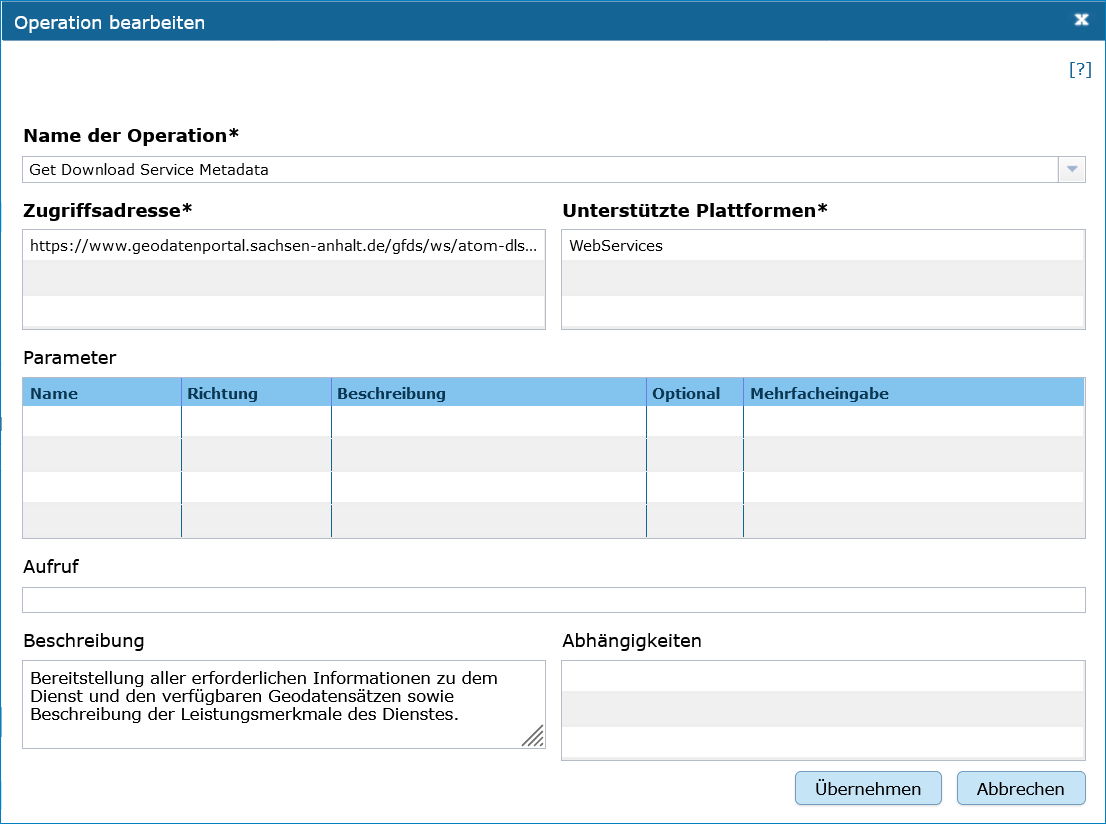 Operation bearbeiten
[?]
Name der Operation*
Get Download Service Metadata
Zugriffsadresse* Unterstützte Plattformen*
https://www.geodatenportal.sachsen-anhalt.de/gfds/ws/atom-dls... WebServices
Parameter
Name Richtung Beschreibung Optional Mehrfacheingabe
Aufruf
Beschreibung Abhängigkeiten
Bereitstellung aller erforderlichen Informationen zu dem
Dienst und den verfügbaren Geodatensätzen sowie
Beschreibung der Leistungsmerkmale des Dienstes.
Übernehmen Abbrechen